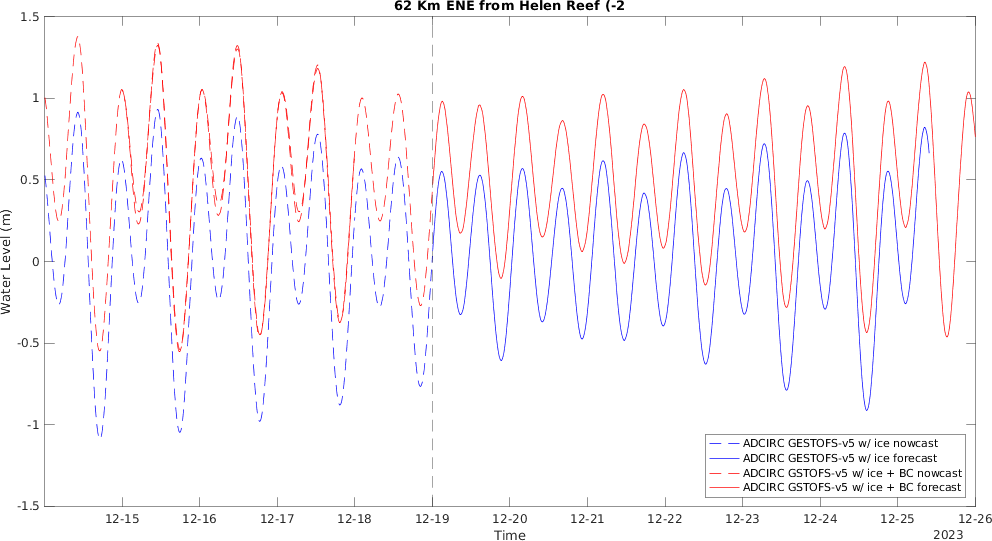 62 Km ENE from Helen Reef (-2
Water Level (m)
1.5
1
0.5
0
-0.5
-1
-1.5
12-15
12-16
12-17
12-18
12-19
12-20
12-21
12-22
12-23
12-24
12-25
12-26
Time
2023
ADCIRC GESTOFS-v5 w/ ice nowcast
ADCIRC GESTOFS-v5 w/ ice forecast
ADCIRC GSTOFS-v5 w/ ice + BC nowcast
ADCIRC GSTOFS-v5 w/ ice + BC forecast